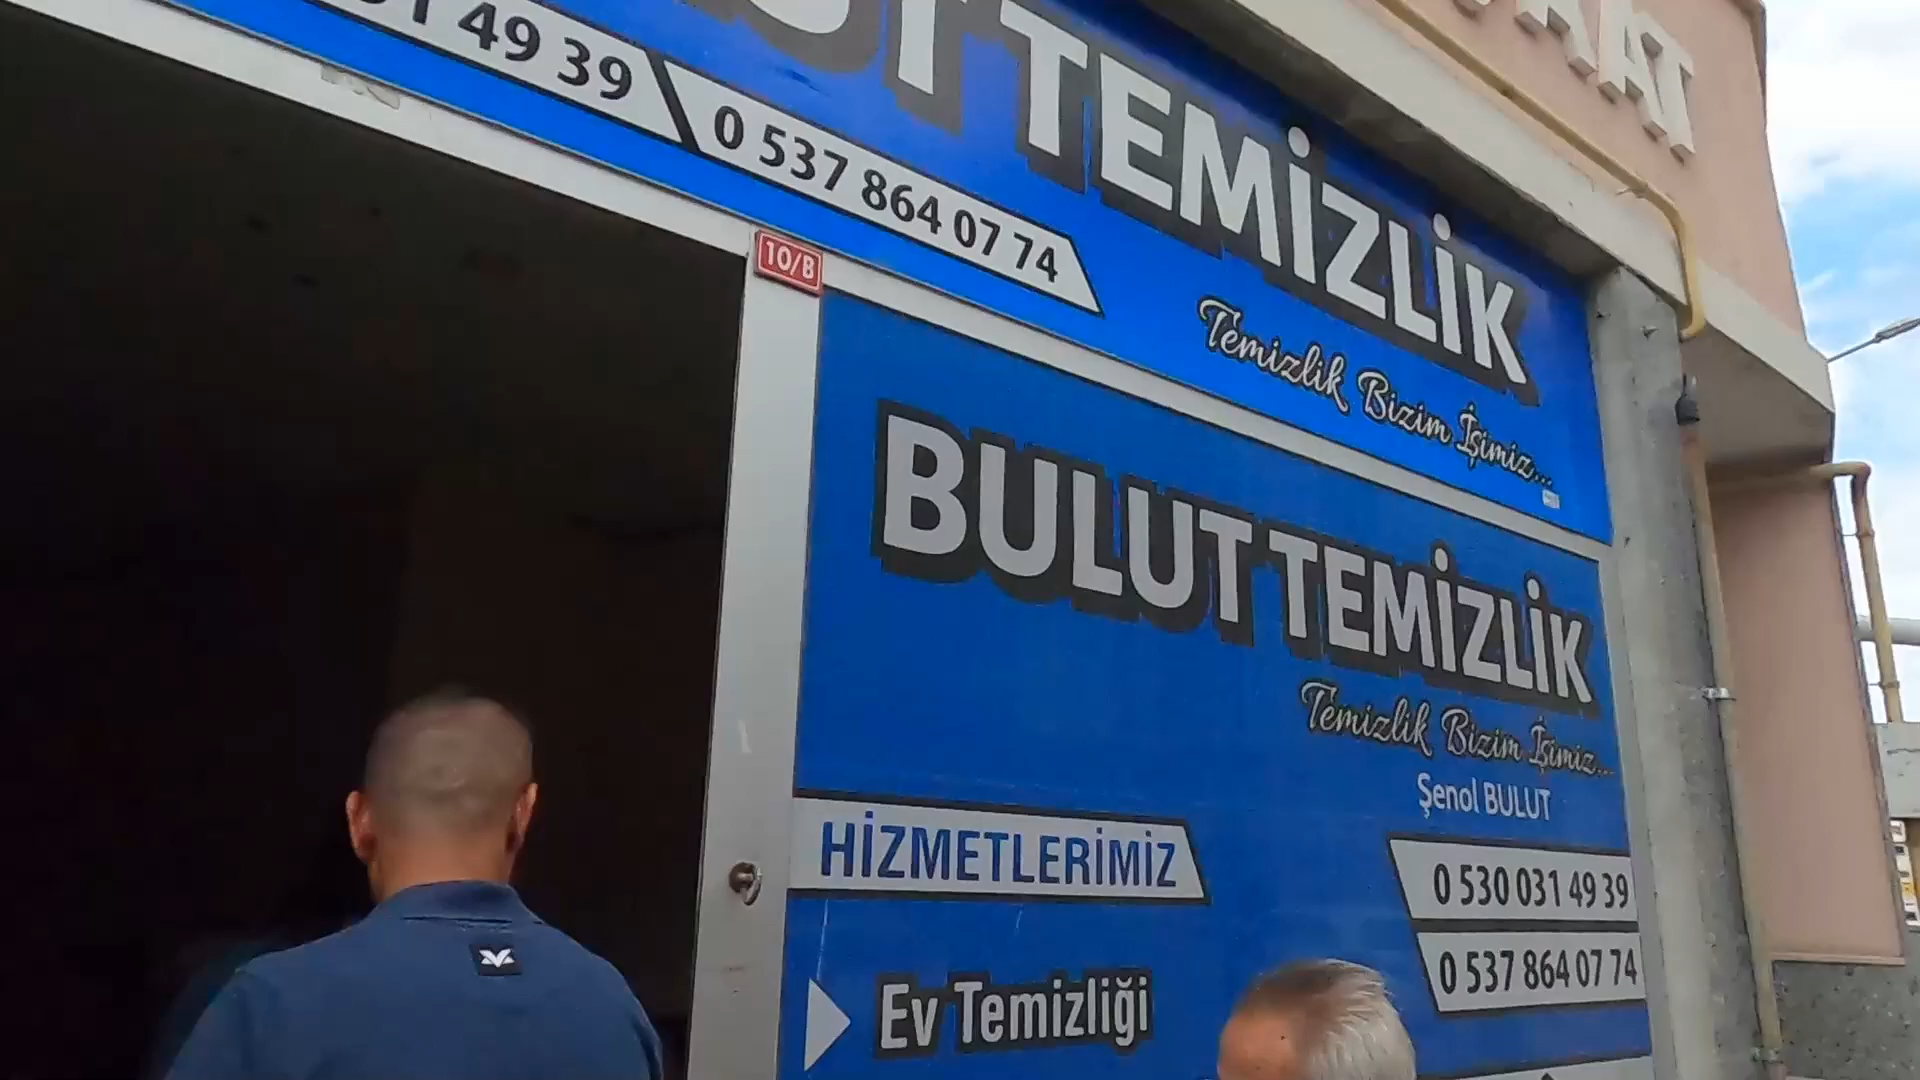 TEMİZLİK
49 39
0 537 864 07 74
Temizlik Bizim İşimiz...
10/B
BULUT TEMİZLİK
Temizlik Bizim İşimiz...
Şenol BULUT
HİZMETLERİMİZ
0 530 031 49 39
0 537 864 07 74
Ev Temizliği